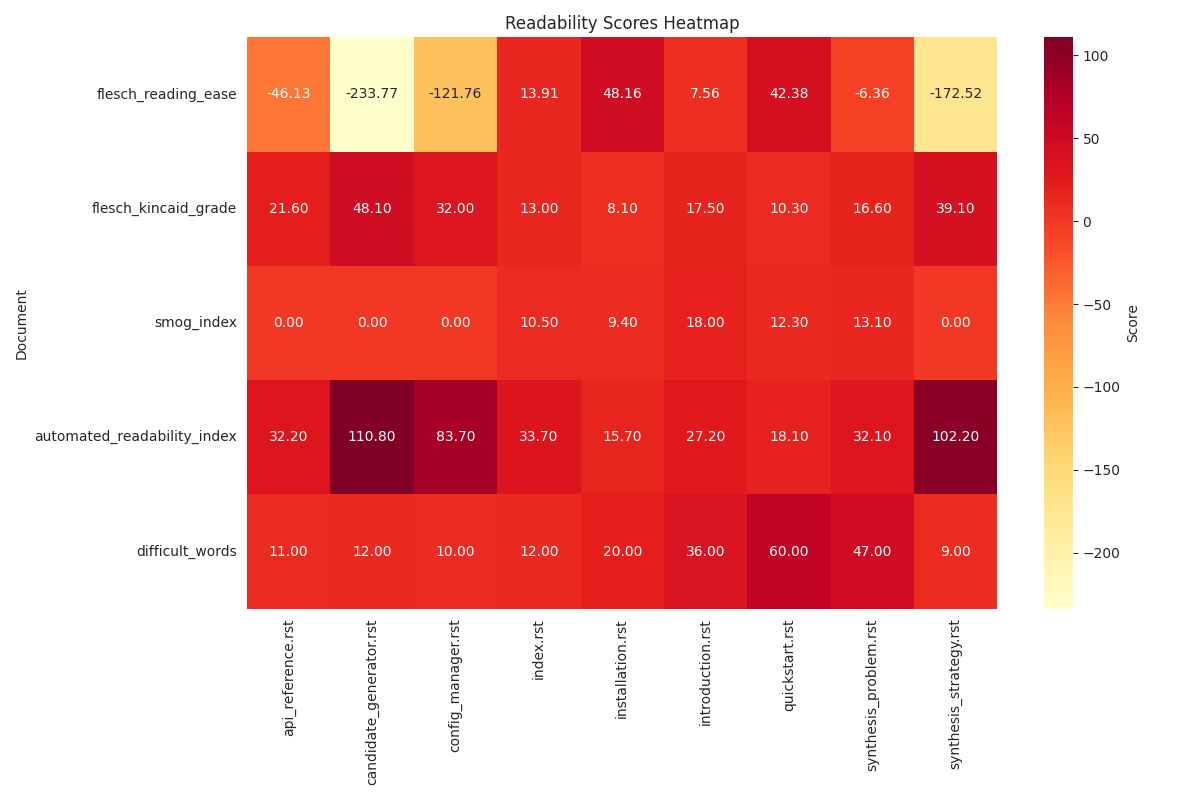 Readability Scores Heatmap
flesch_reading_ease -46.13 -233.77 -121.76 13.91 48.16 7.56 42.38 -6.36 -172.52
flesch_kincaid_grade 21.60 48.10 32.00 13.00 8.10 17.50 10.30 16.60 39.10
smog_index 0.00 0.00 0.00 10.50 9.40 18.00 12.30 13.10 0.00
automated_readability_index 32.20 110.80 83.70 33.70 15.70 27.20 18.10 32.10 102.20
difficult_words 11.00 12.00 10.00 12.00 20.00 36.00 60.00 47.00 9.00
Document
api_reference.rst
candidate_generator.rst
config_manager.rst
index.rst
installation.rst
introduction.rst
quickstart.rst
synthesis_problem.rst
synthesis_strategy.rst
100
50
0
−50
−100
−150
−200
Score